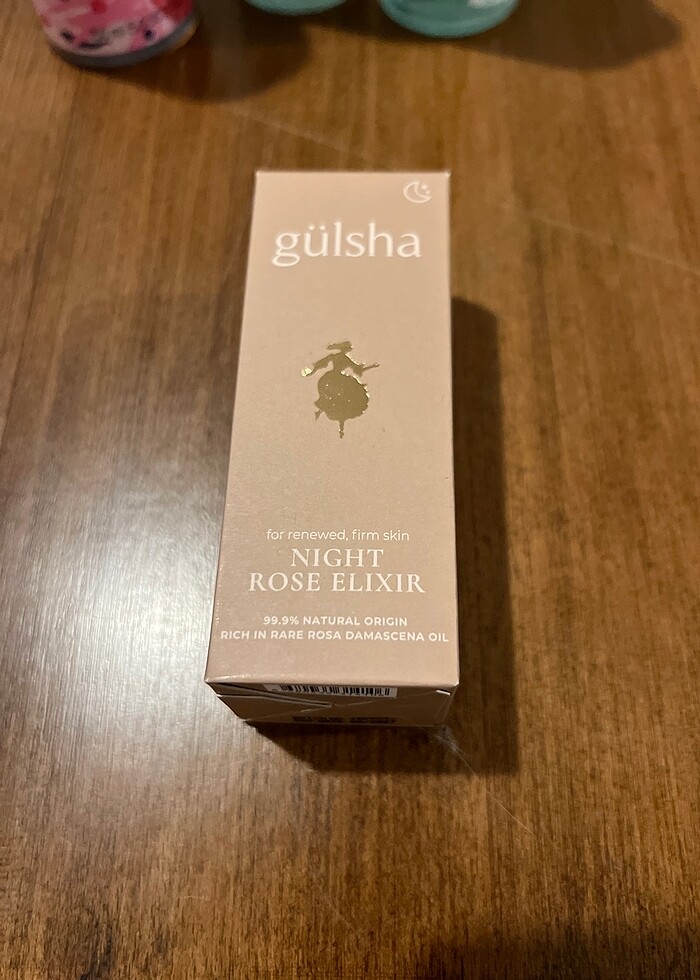 gülsha
for renewed, firm skin
NIGHT
ROSE ELIXIR
99.9% NATURAL ORIGIN
RICH IN RARE ROSA DAMASCENA OIL